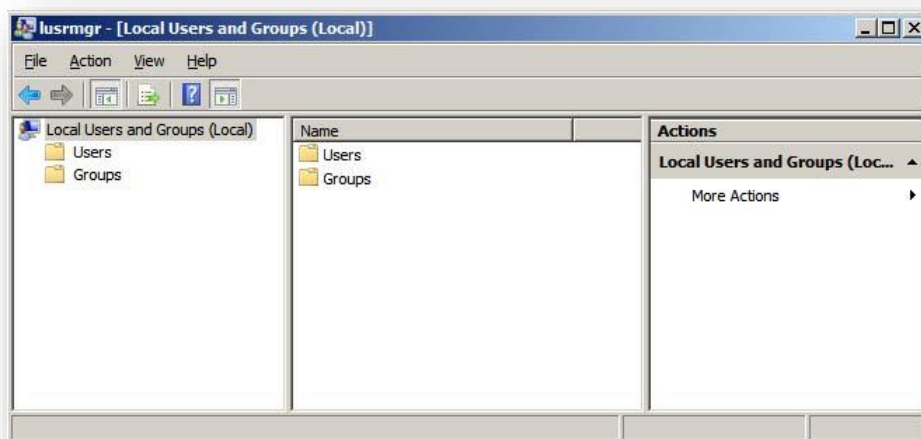 lusrmgr - [Local Users and Groups (Local)]
File Action View Help
Local Users and Groups (Local)
Users
Groups
Name
Users
Groups
Actions
Local Users and Groups (Loc...
More Actions